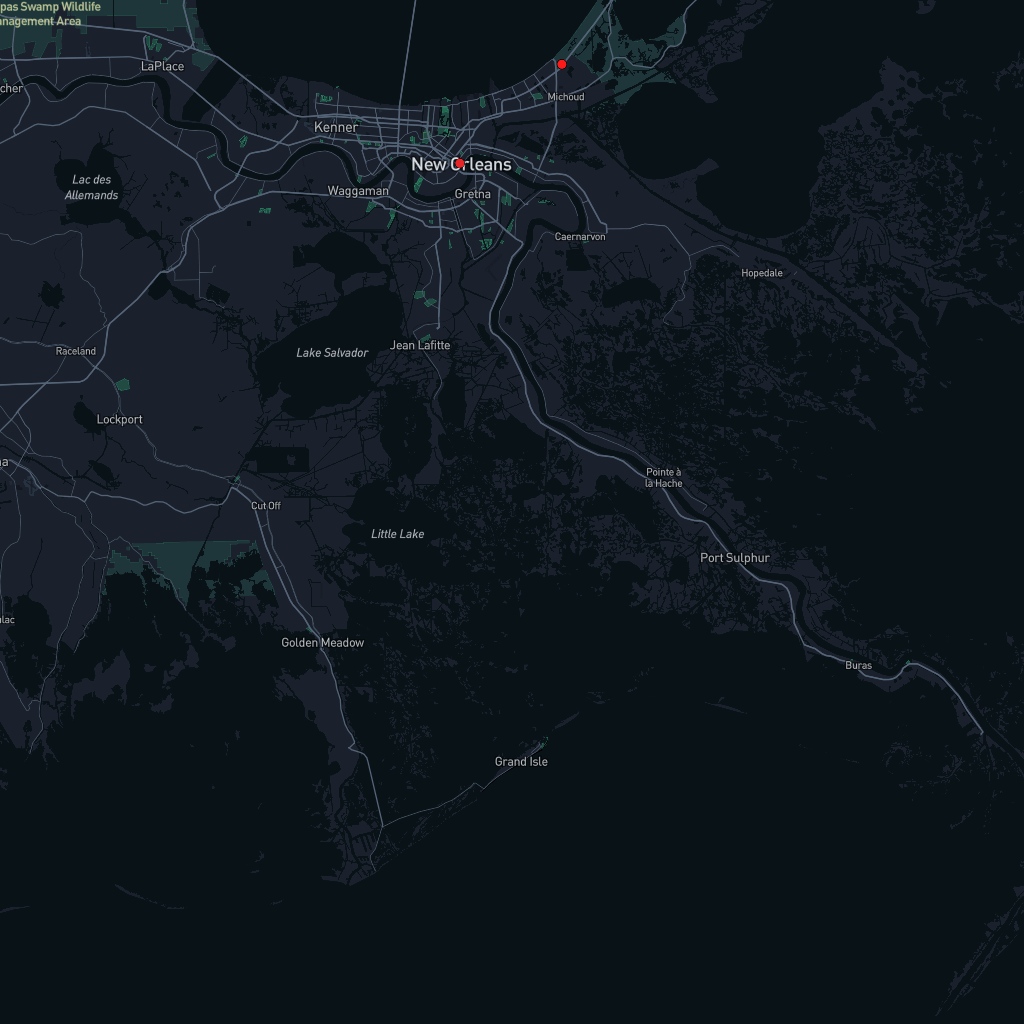 pas Swamp Wildlife
anagement Area
LaPlace
cher
Michoud
Kenner
New Orleans
Lac des
Allemands
Waggaman
Gretna
Caernarvon
Hopedale
Raceland
Lake Salvador
Jean Lafitte
Lockport
na
Pointe à
la Hache
Cut Off
Little Lake
Port Sulphur
ulac
Golden Meadow
Buras
Grand Isle